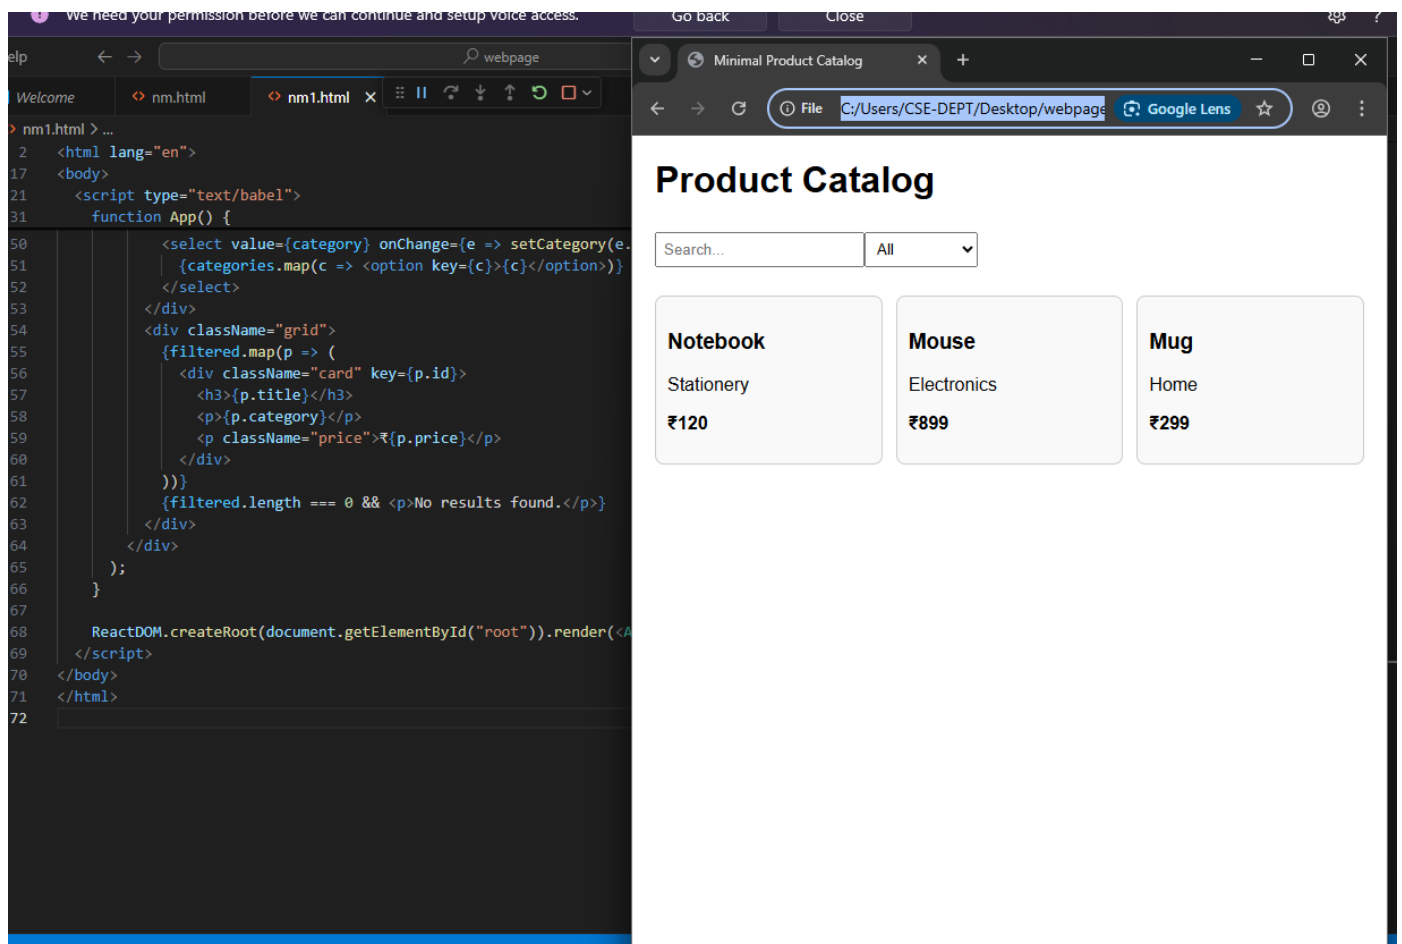 We need your permission before we can continue and setup voice access.
Go back
Close
?
elp
webpage
Welcome
nm.html
nm1.html
nm1.html > ...
2 <html lang="en">
17 <body>
21 <script type="text/babel">
31 function App() {
50 <select value={category} onChange={e => setCategory(e.
51 {categories.map(c => <option key={c}>{c}</option>)}
52 </select>
53 </div>
54 <div className="grid">
55 {filtered.map(p => (
56 <div className="card" key={p.id}>
57 <h3>{p.title}</h3>
58 <p>{p.category}</p>
59 <p className="price">₹{p.price}</p>
60 </div>
61 ))}
62 {filtered.length === 0 && <p>No results found.</p>}
63 </div>
64 </div>
65 );
66 }
67
68 ReactDOM.createRoot(document.getElementById("root")).render(<A
69 </script>
70 </body>
71 </html>
72
Minimal Product Catalog
File
C:/Users/CSE-DEPT/Desktop/webpage
Google Lens
Product Catalog
Search...
All
Notebook
Stationery
₹120
Mouse
Electronics
₹899
Mug
Home
₹299